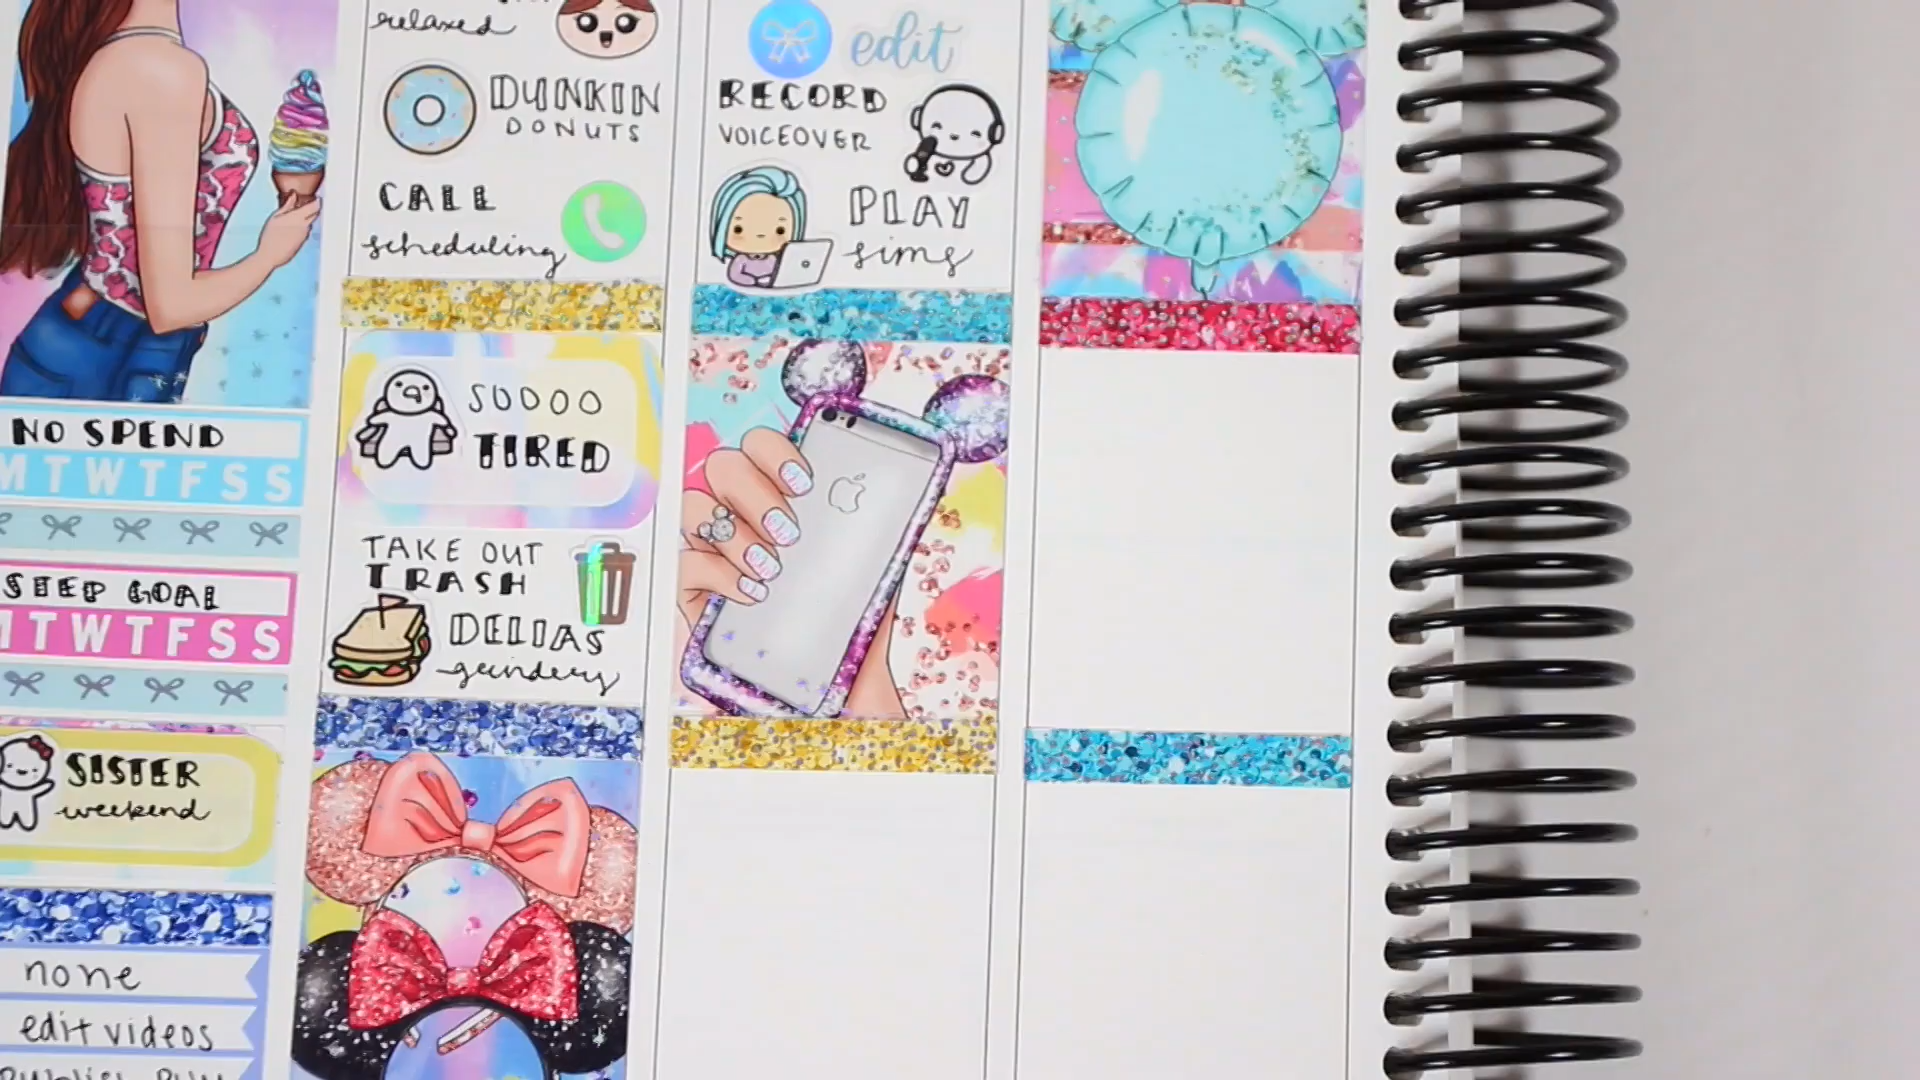 NO SPEND
MTWTFSS
STEP GOAL
MTWTFSS
SISTER
weekend
none
edit videos
relaxed
DUNKIN
DONUTS
CALL
scheduling
SOOOO
TIRED
TAKE OUT
TRASH
DELIAS
grindery
edit
RECORD
VOICEOVER
PLAY
sims